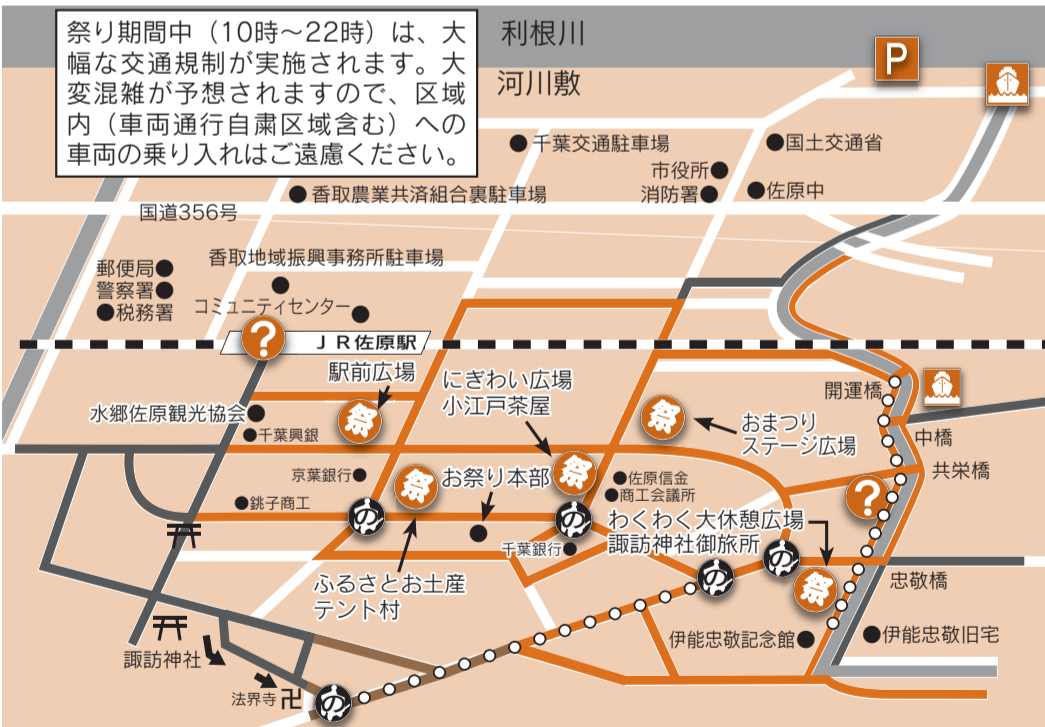 祭り期間中（10時～22時）は、大
幅な交通規制が実施されます。大
変混雑が予想されますので、区域
内（車両通行自粛区域含む）への
車両の乗り入れはご遠慮ください。
利根川
河川敷
P
千葉交通駐車場
国土交通省
市役所
消防署
佐原中
香取農業共済組合裏駐車場
国道356号
香取地域振興事務所駐車場
郵便局
警察署
税務署
コミュニティセンター
?
ＪＲ佐原駅
駅前広場
祭
にぎわい広場
小江戸茶屋
祭
祭
おまつり
ステージ広場
開運橋
中橋
共栄橋
水郷佐原観光協会
千葉興銀
京葉銀行
銚子商工
の
祭
お祭り本部
佐原信金
商工会議所
の
千葉銀行
?
わくわく大休憩広場
諏訪神社御旅所
の
の
祭
忠敬橋
ふるさとお土産
テント村
伊能忠敬記念館
伊能忠敬旧宅
諏訪神社
法界寺
卍
の